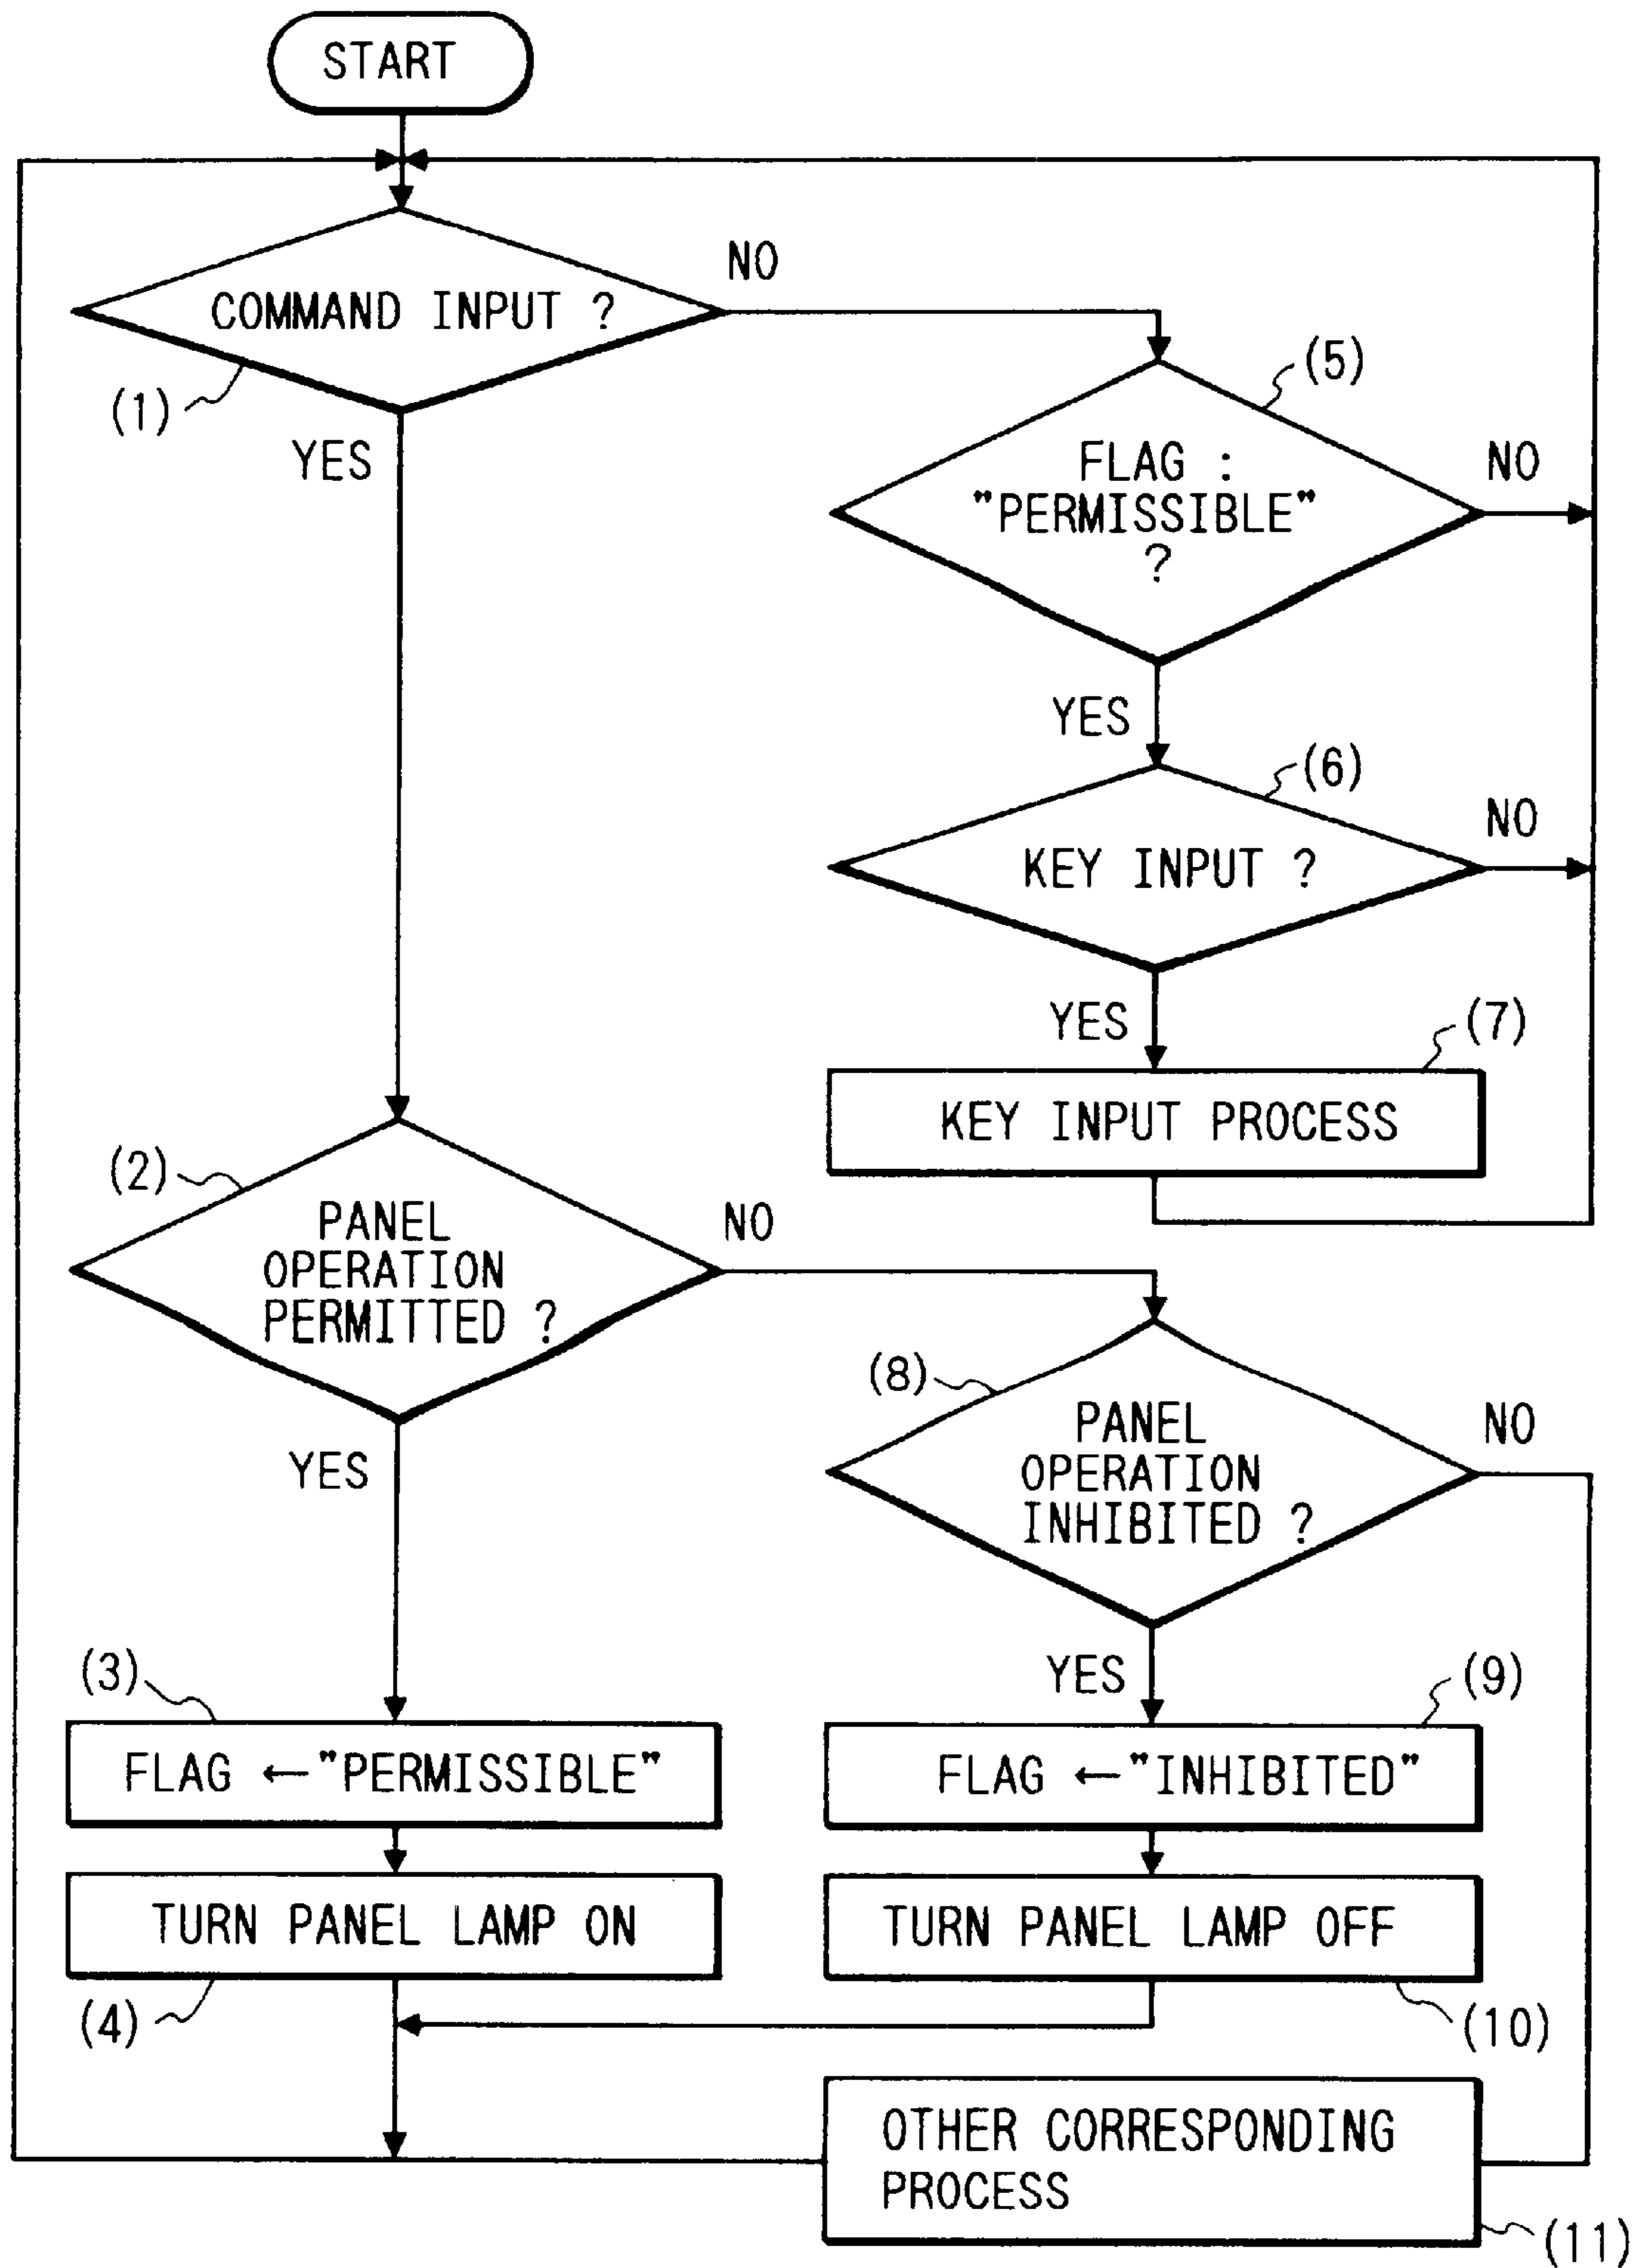 START
COMMAND INPUT ?
NO
(1)
YES
(5)
FLAG :
"PERMISSIBLE"
?
NO
YES
(6)
KEY INPUT ?
NO
YES
(7)
KEY INPUT PROCESS
(2)
PANEL
OPERATION
PERMITTED ?
NO
YES
(8)
PANEL
OPERATION
INHIBITED ?
NO
YES
(3)
FLAG ←"PERMISSIBLE"
(9)
FLAG ←"INHIBITED"
TURN PANEL LAMP ON
(4)
TURN PANEL LAMP OFF
(10)
OTHER CORRESPONDING
PROCESS
(11)